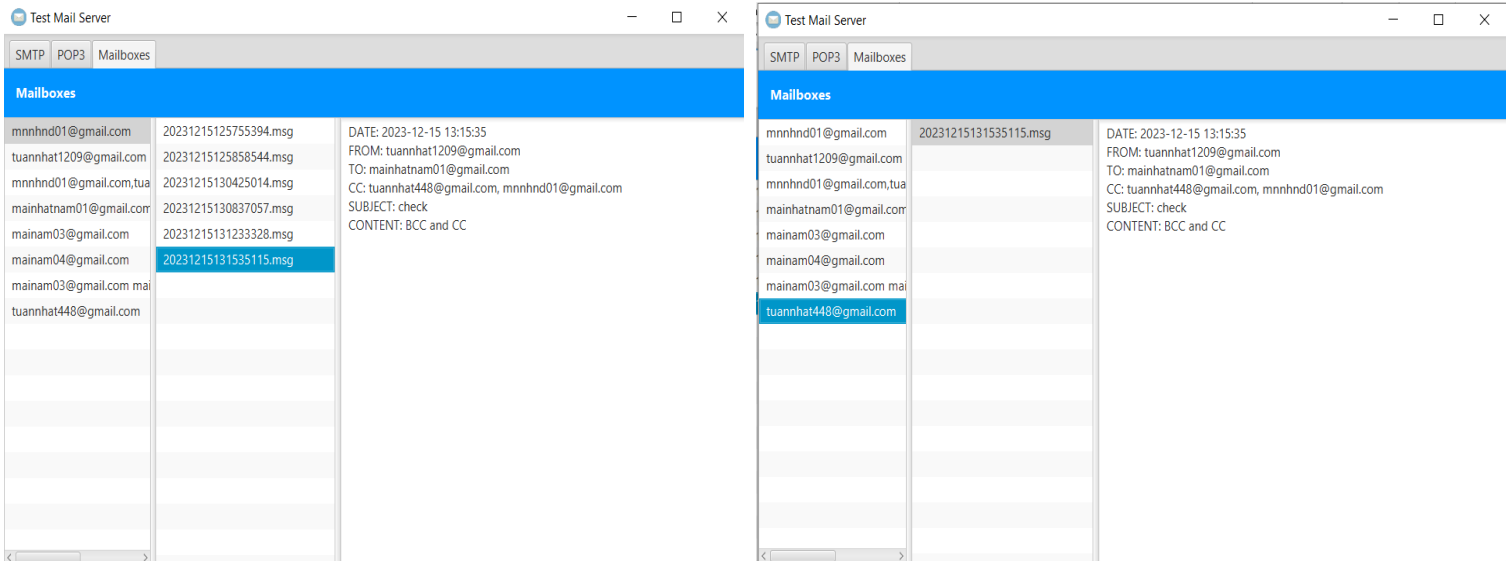 Test Mail Server
SMTP POP3 Mailboxes
Mailboxes
mnnhnd01@gmail.com
tuannhat1209@gmail.com
mnnhnd01@gmail.com,tua
mainhatnam01@gmail.com
mainam03@gmail.com
mainam04@gmail.com
mainam03@gmail.com mai
tuannhat448@gmail.com
20231215125755394.msg
20231215125858544.msg
20231215130425014.msg
20231215130837057.msg
20231215131233328.msg
20231215131535115.msg
DATE: 2023-12-15 13:15:35
FROM: tuannhat1209@gmail.com
TO: mainhatnam01@gmail.com
CC: tuannhat448@gmail.com, mnnhnd01@gmail.com
SUBJECT: check
CONTENT: BCC and CC
Test Mail Server
SMTP POP3 Mailboxes
Mailboxes
mnnhnd01@gmail.com
tuannhat1209@gmail.com
mnnhnd01@gmail.com,tua
mainhatnam01@gmail.com
mainam03@gmail.com
mainam04@gmail.com
mainam03@gmail.com mai
tuannhat448@gmail.com
20231215131535115.msg
DATE: 2023-12-15 13:15:35
FROM: tuannhat1209@gmail.com
TO: mainhatnam01@gmail.com
CC: tuannhat448@gmail.com, mnnhnd01@gmail.com
SUBJECT: check
CONTENT: BCC and CC